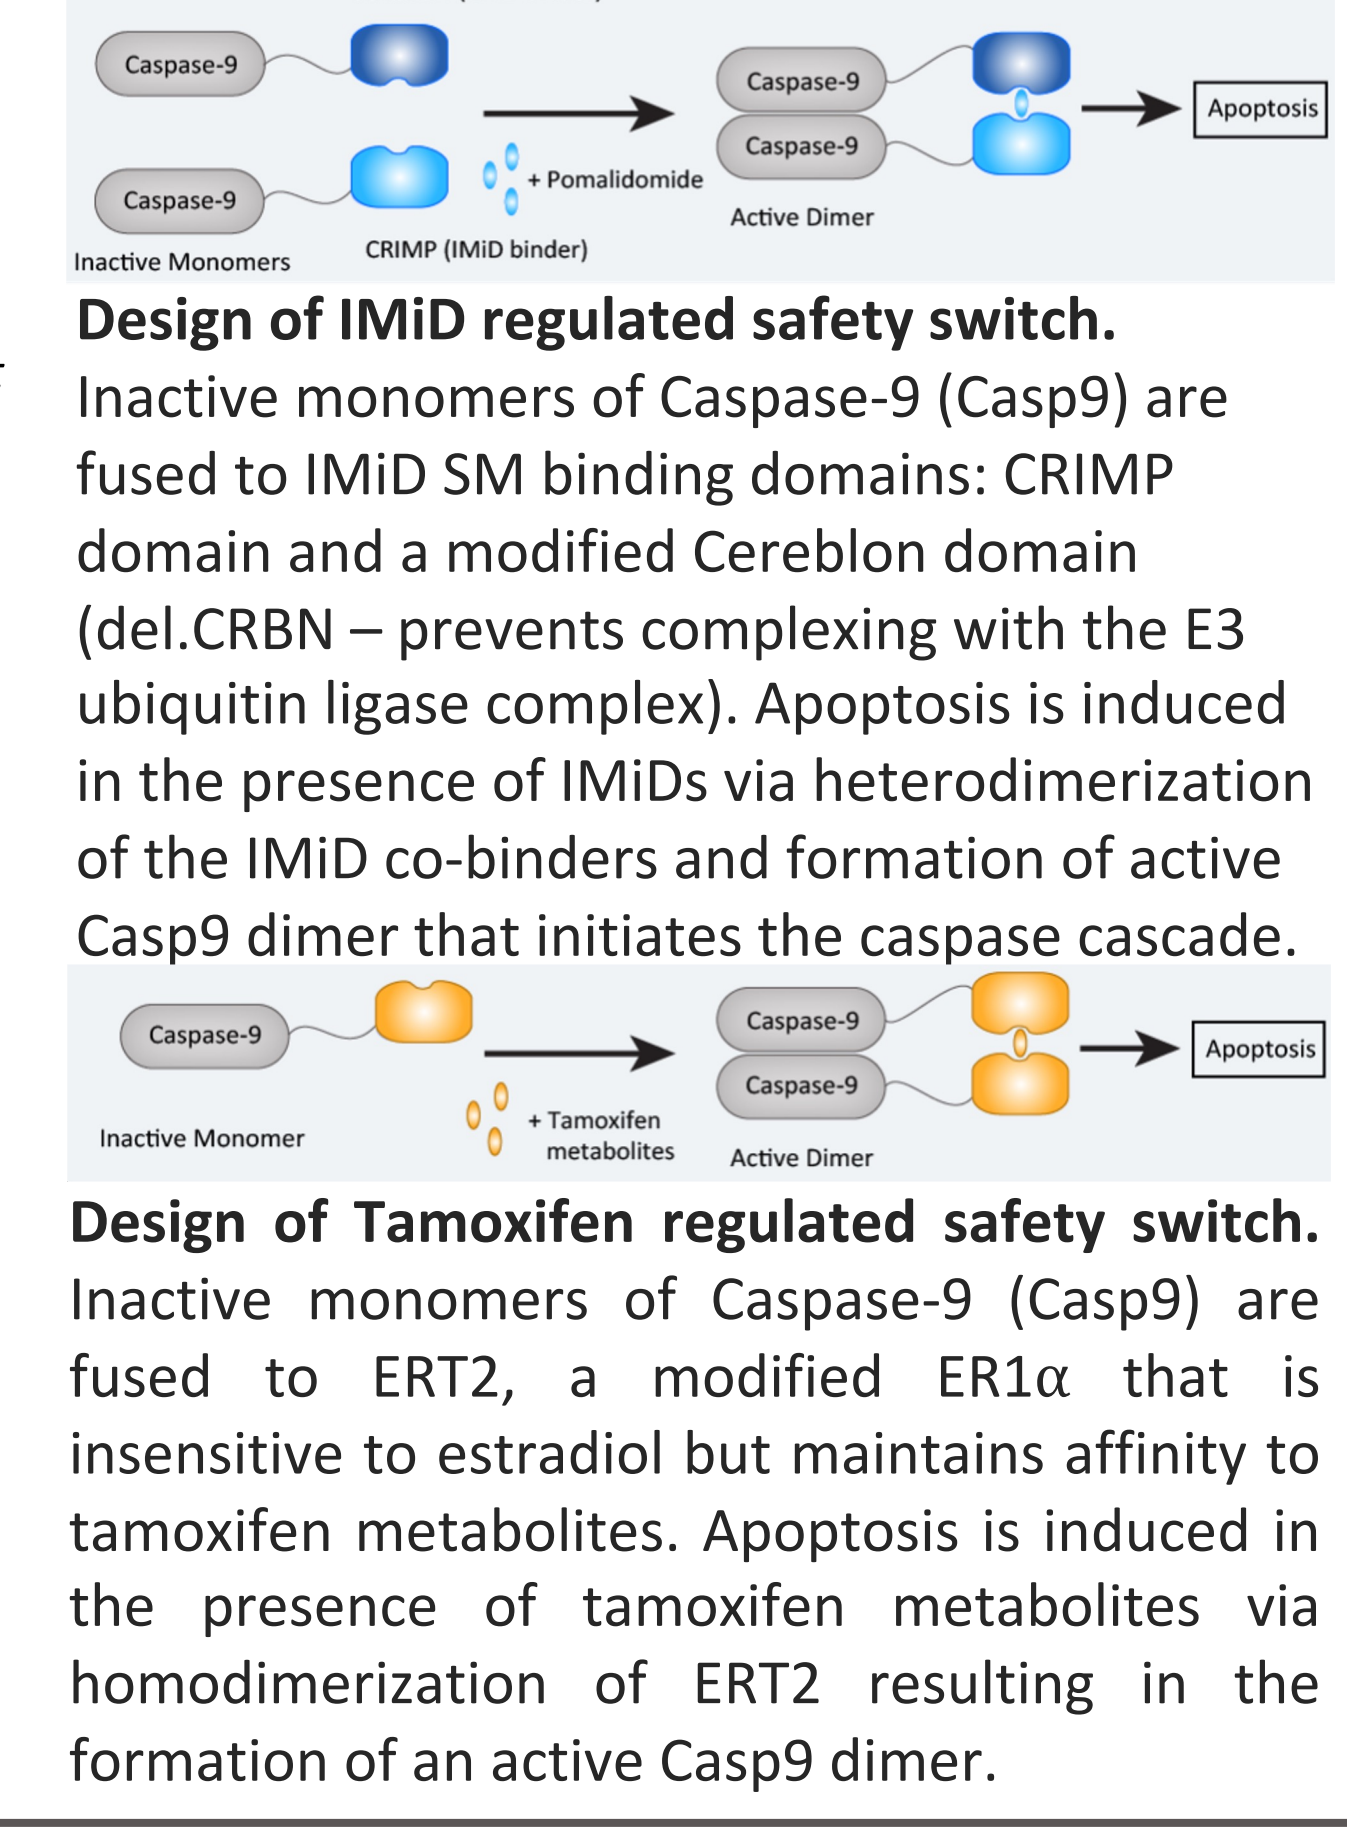 Caspase-9
Caspase-9
Caspase-9
Apoptosis
Caspase-9
+ Pomalidomide
Caspase-9
Active Dimer
CRIMP (IMiD binder)
Inactive Monomers
Design of IMiD regulated safety switch.
Inactive monomers of Caspase-9 (Casp9) are
fused to IMiD SM binding domains: CRIMP
domain and a modified Cereblon domain
(del.CRBN – prevents complexing with the E3
ubiquitin ligase complex). Apoptosis is induced
in the presence of IMiDs via heterodimerization
of the IMiD co-binders and formation of active
Casp9 dimer that initiates the caspase cascade.
Caspase-9
Caspase-9
Apoptosis
Caspase-9
+ Tamoxifen
metabolites
Inactive Monomer
Active Dimer
Design of Tamoxifen regulated safety switch.
Inactive monomers of Caspase-9 (Casp9) are
fused to ERT2, a modified ER1α that is
insensitive to estradiol but maintains affinity to
tamoxifen metabolites. Apoptosis is induced in
the presence of tamoxifen metabolites via
homodimerization of ERT2 resulting in the
formation of an active Casp9 dimer.